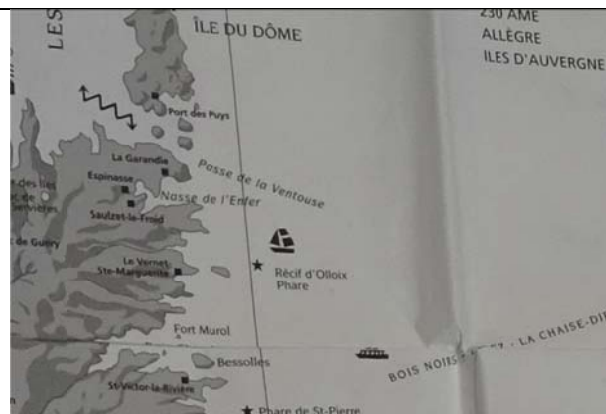 LES
ÎLE DU DÔME
230 AME
ALLÈGRE
ILES D'AUVERGNE
Port des Puys
La Garandie
Passe de la Ventouse
Espinasse
Nasse de l'Enfer
Saulzet-le-Froid
de Guéry
Le Vernet-
Ste-Marguerite
Récif d'Olloix
Phare
Fort Murol
Bessolles
BOIS NOIRS
LA CHAISE-DI
St-Victor-la-Rivière
Phare de St-Pierre